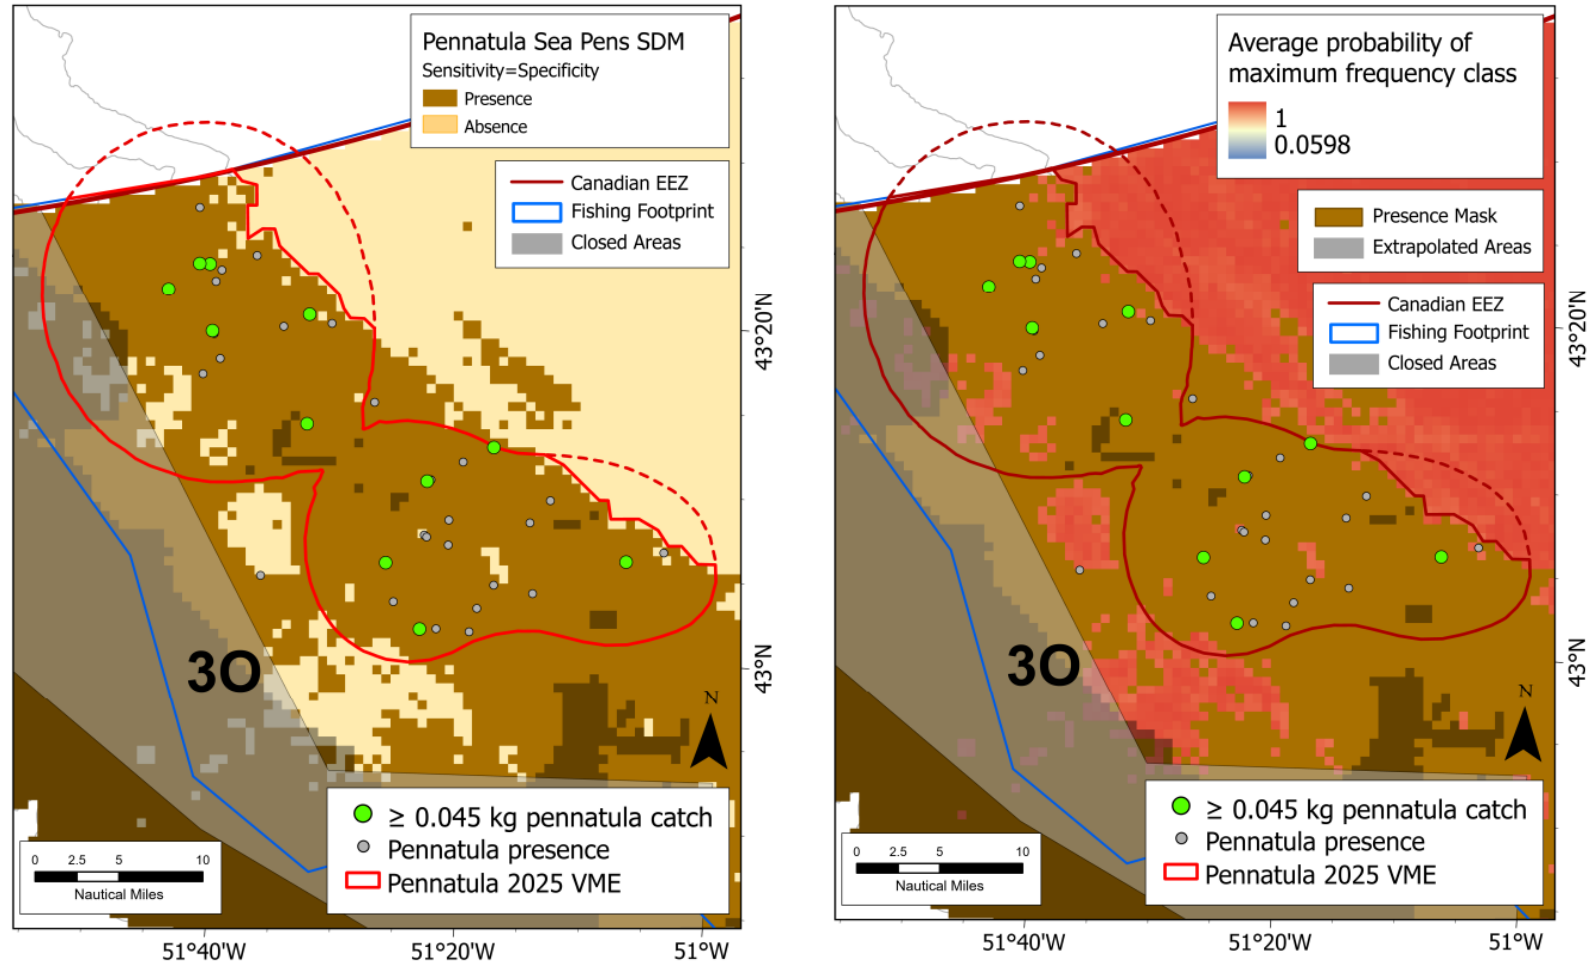 Pennatula Sea Pens SDM
Sensitivity=Specificity
Presence
Absence
Canadian EEZ
Fishing Footprint
Closed Areas
43°20'N
43°N
3O
N
≥ 0.045 kg pennatula catch
Pennatula presence
Pennatula 2025 VME
0 2.5 5 10
Nautical Miles
51°40'W 51°20'W 51°W
Average probability of
maximum frequency class
1
0.0598
Presence Mask
Extrapolated Areas
Canadian EEZ
Fishing Footprint
Closed Areas
43°20'N
43°N
3O
N
≥ 0.045 kg pennatula catch
Pennatula presence
Pennatula 2025 VME
0 2.5 5 10
Nautical Miles
51°40'W 51°20'W 51°W